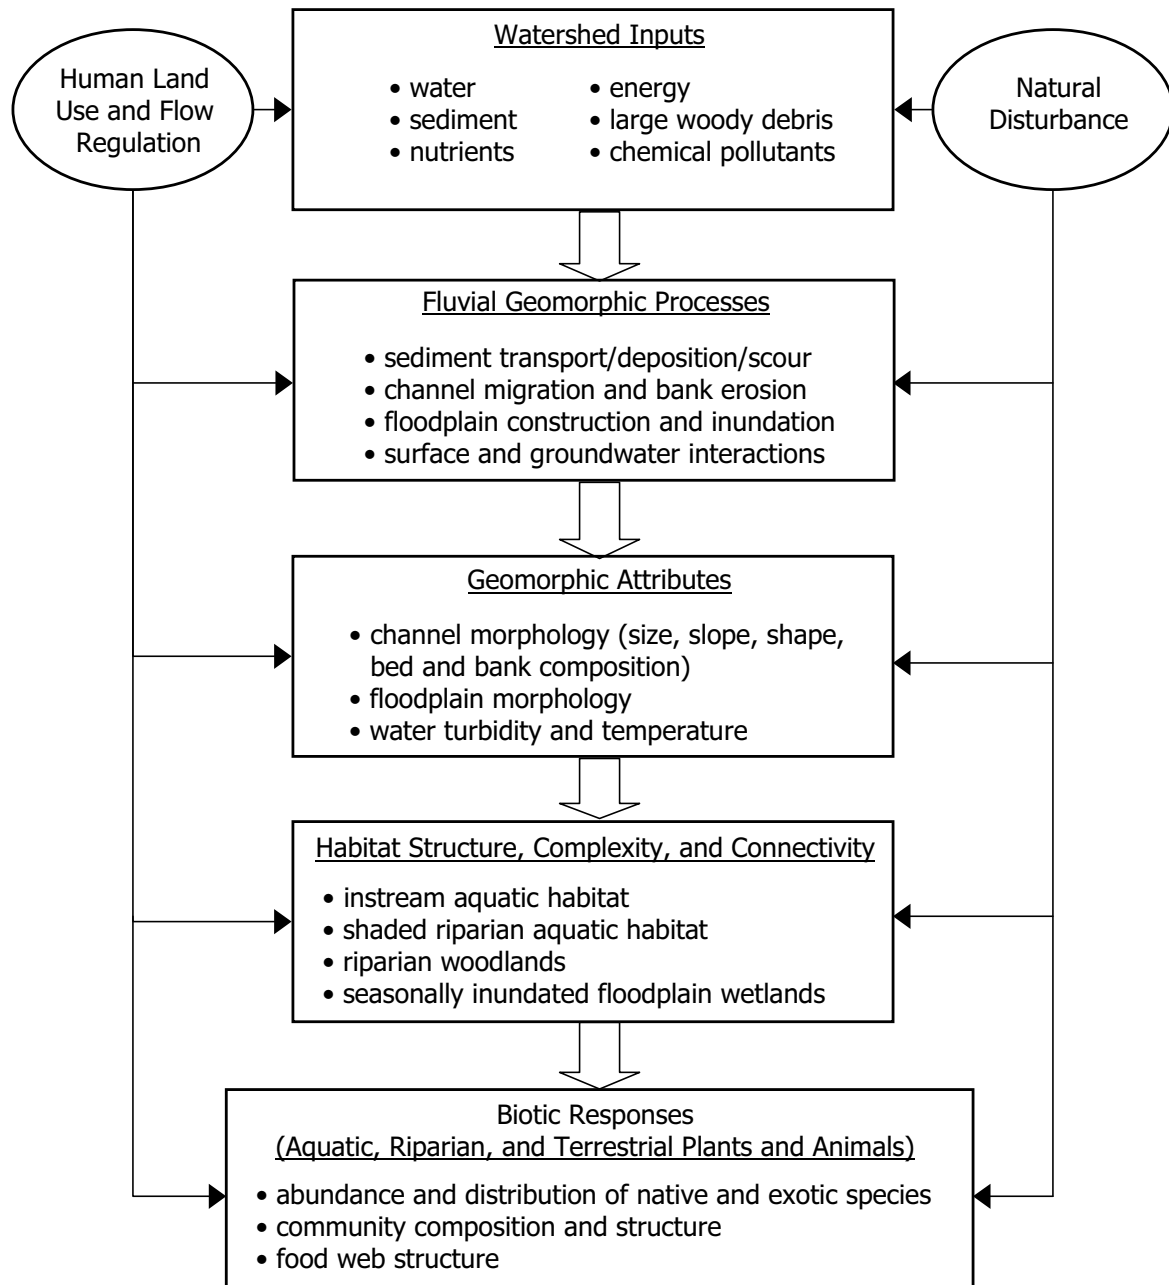 Human Land
Use and Flow
Regulation
Natural
Disturbance
Watershed Inputs
• water
• sediment
• nutrients
• energy
• large woody debris
• chemical pollutants
Fluvial Geomorphic Processes
• sediment transport/deposition/scour
• channel migration and bank erosion
• floodplain construction and inundation
• surface and groundwater interactions
Geomorphic Attributes
• channel morphology (size, slope, shape,
bed and bank composition)
• floodplain morphology
• water turbidity and temperature
Habitat Structure, Complexity, and Connectivity
• instream aquatic habitat
• shaded riparian aquatic habitat
• riparian woodlands
• seasonally inundated floodplain wetlands
Biotic Responses
(Aquatic, Riparian, and Terrestrial Plants and Animals)
• abundance and distribution of native and exotic species
• community composition and structure
• food web structure